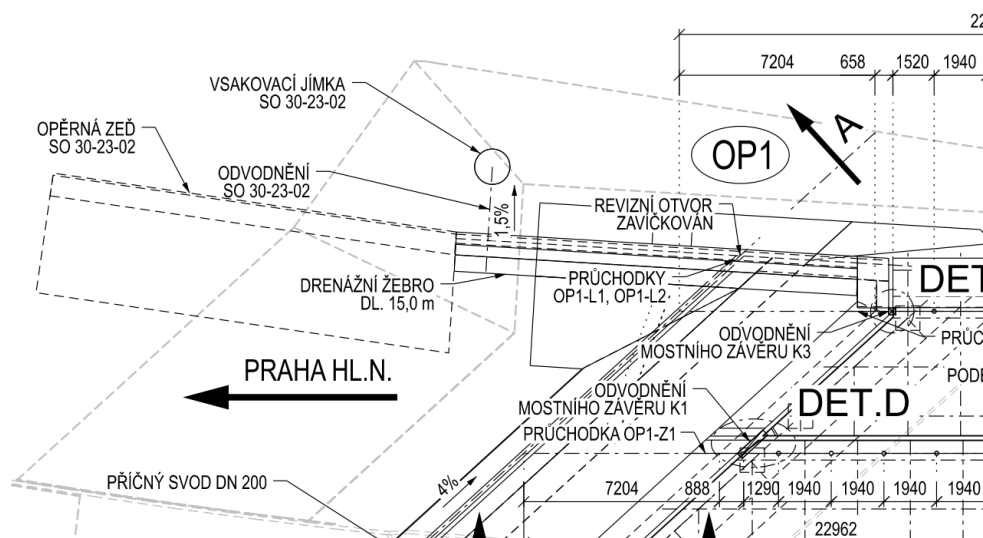 22
7204 658 1520 1940
VSAKOVACÍ JÍMKA
SO 30-23-02
OPĚRNÁ ZEĎ
SO 30-23-02
A
OP1
ODVODNĚNÍ
SO 30-23-02
1,5%
REVIZNÍ OTVOR
ZAVÍČKOVÁN
DRENÁŽNÍ ŽEBRO
DL. 15,0 m
PRŮCHODKY
OP1-L1, OP1-L2
DET
ODVODNĚNÍ
MOSTNÍHO ZÁVĚRU K3
PRŮC
PRAHA HL.N.
PODE
ODVODNĚNÍ
MOSTNÍHO ZÁVĚRU K1
DET.D
PRŮCHODKA OP1-Z1
PŘÍČNÝ SVOD DN 200
4%
7204 888 1290 1940 1940 1940 1940
22962